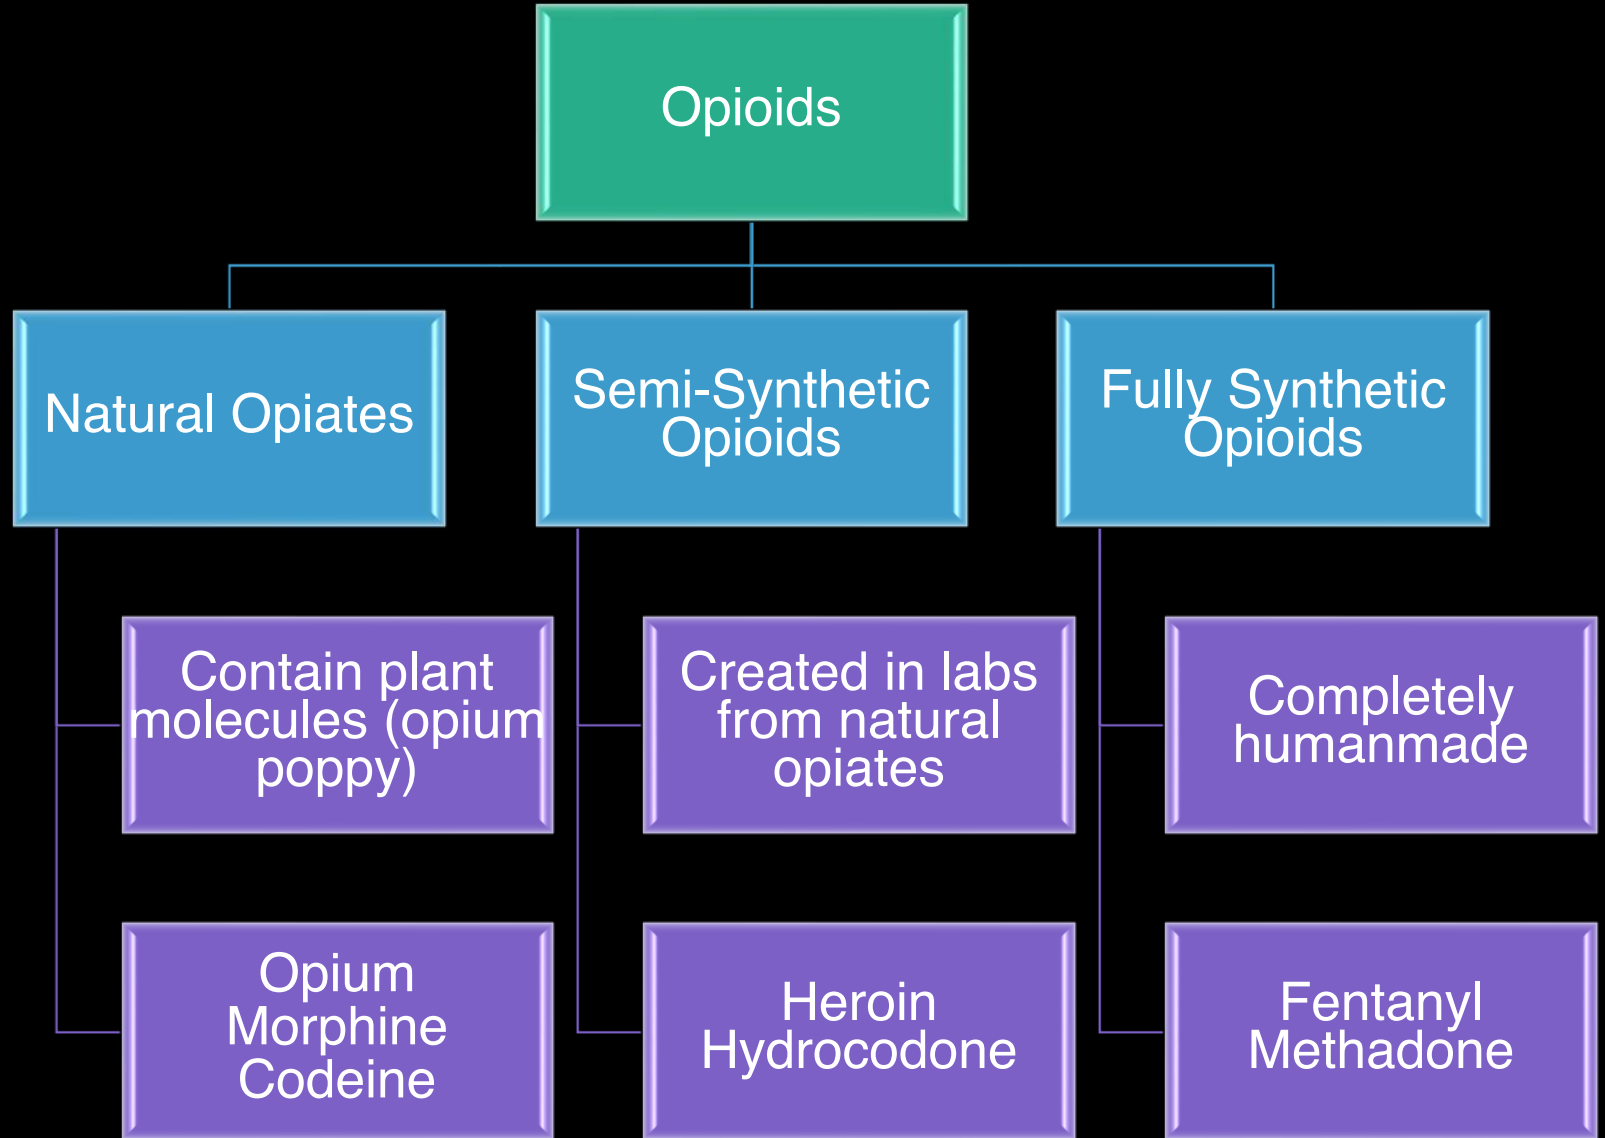 Opioids
Natural Opiates
Semi-Synthetic
Opioids
Fully Synthetic
Opioids
Contain plant
molecules (opium
poppy)
Created in labs
from natural
opiates
Completely
humanmade
Opium
Morphine
Codeine
Heroin
Hydrocodone
Fentanyl
Methadone